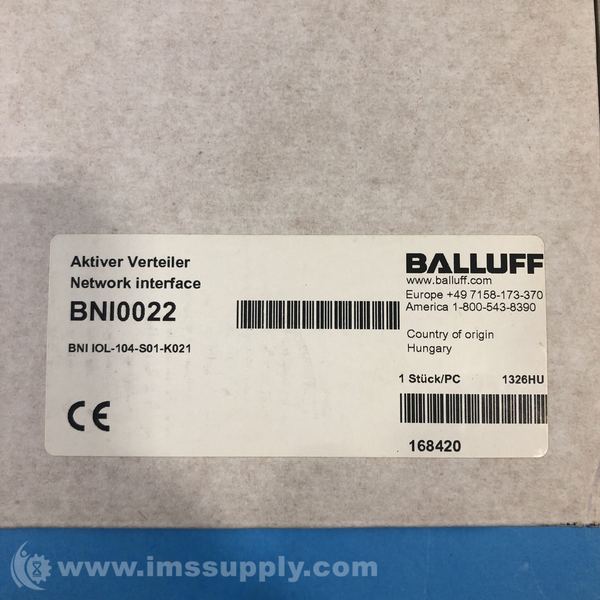 Aktiver Verteiler
Network interface
BNI0022
BNI IOL-104-S01-K021
CE
BALLUFF
www.balluff.com
Europe +49 7158-173-370
America 1-800-543-8390
Country of origin
Hungary
1 Stück/PC 1326HU
168420
www.imssupply.com